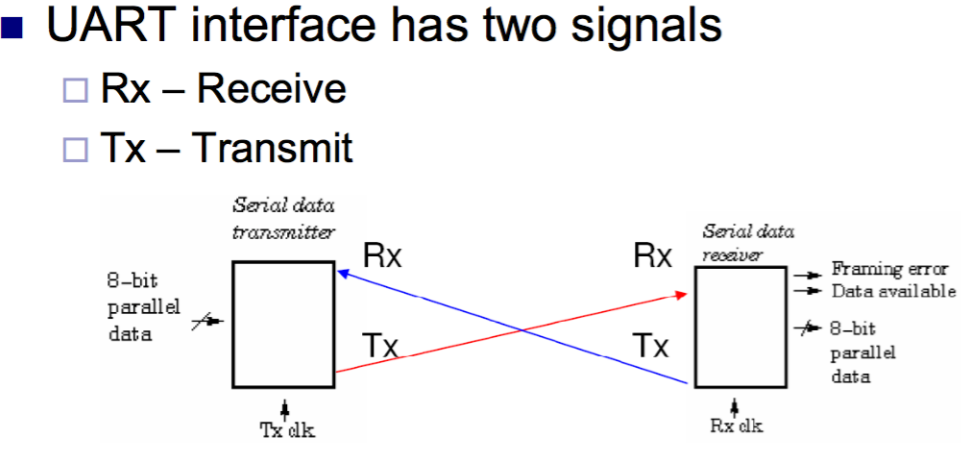 UART interface has two signals
Rx – Receive
Tx – Transmit
Serial data
transmitter
8-bit
parallel
data
Tx clk
Rx
Tx
Rx
Tx
Serial data
receiver
Framing error
Data available
8-bit
parallel
data
Rx clk